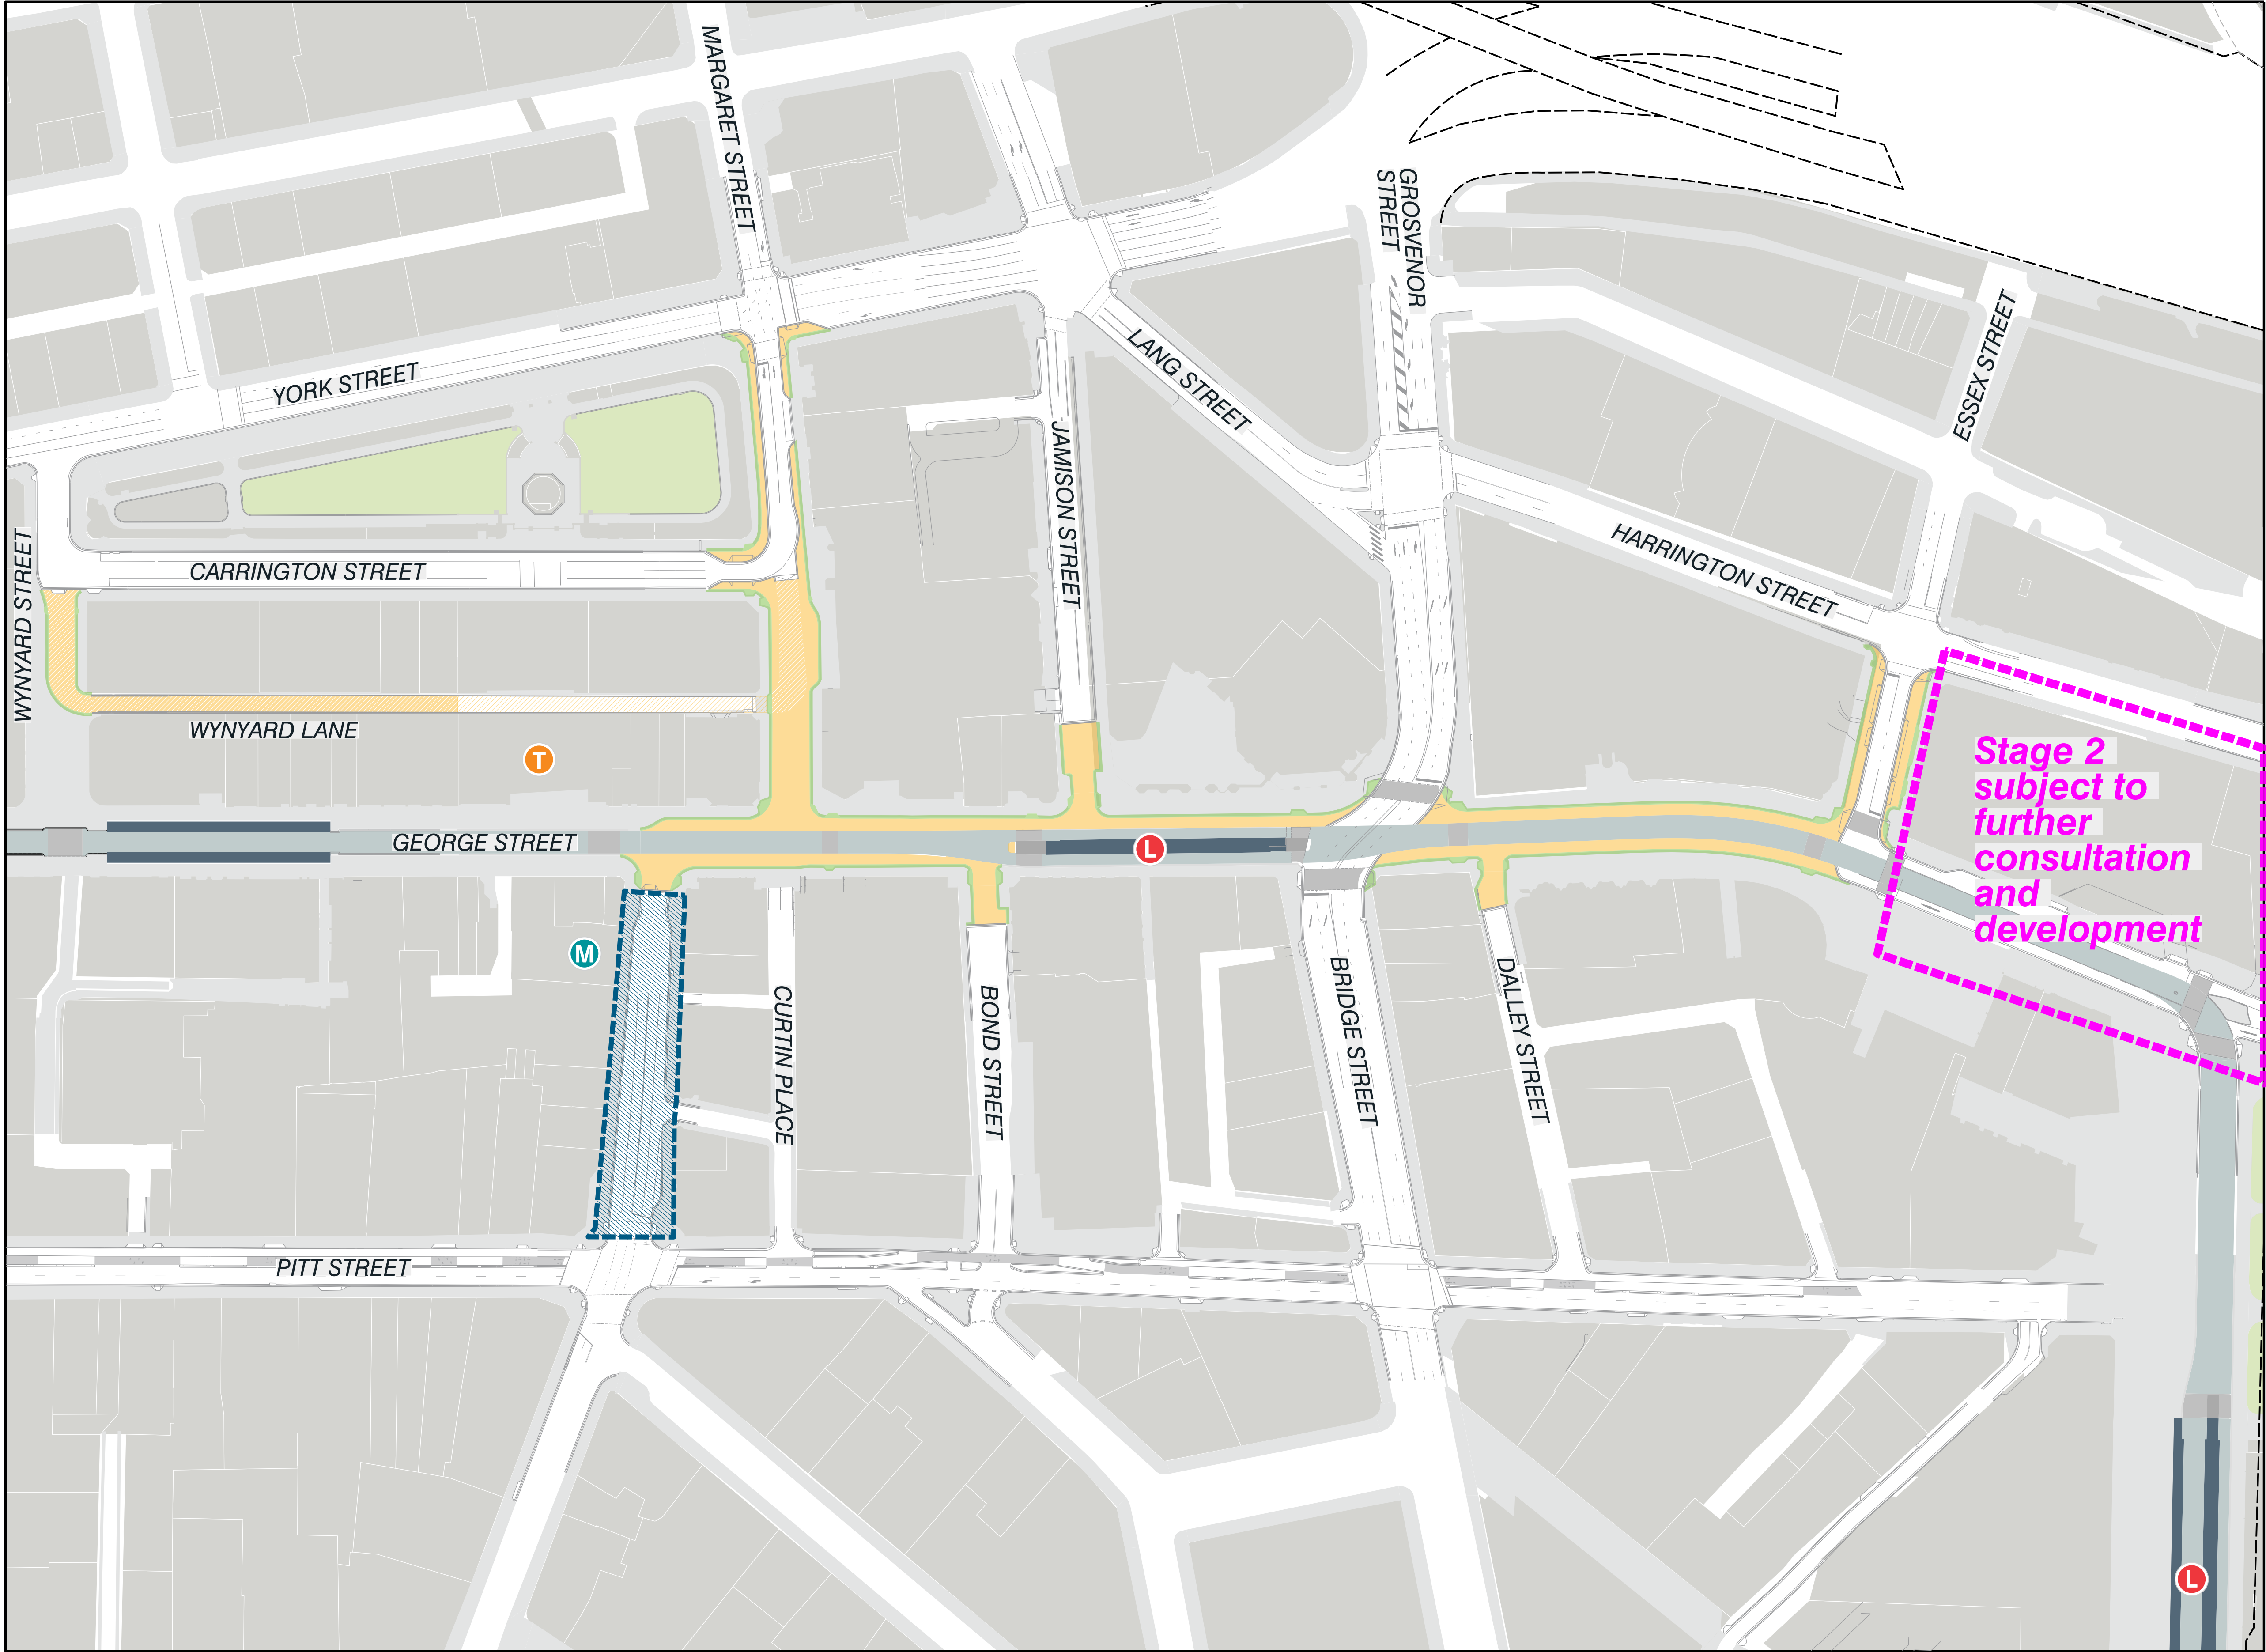 MARGARET STREET
GROSVENOR
STREET
ESSEX STREET
YORK STREET
LANG STREET
JAMISON STREET
HARRINGTON STREET
WYNYARD STREET
CARRINGTON STREET
WYNYARD LANE
T
Stage 2
subject to
further
consultation
and
development
GEORGE STREET
L
M
CURTIN PLACE
BOND STREET
BRIDGE STREET
DALLEY STREET
PITT STREET
L